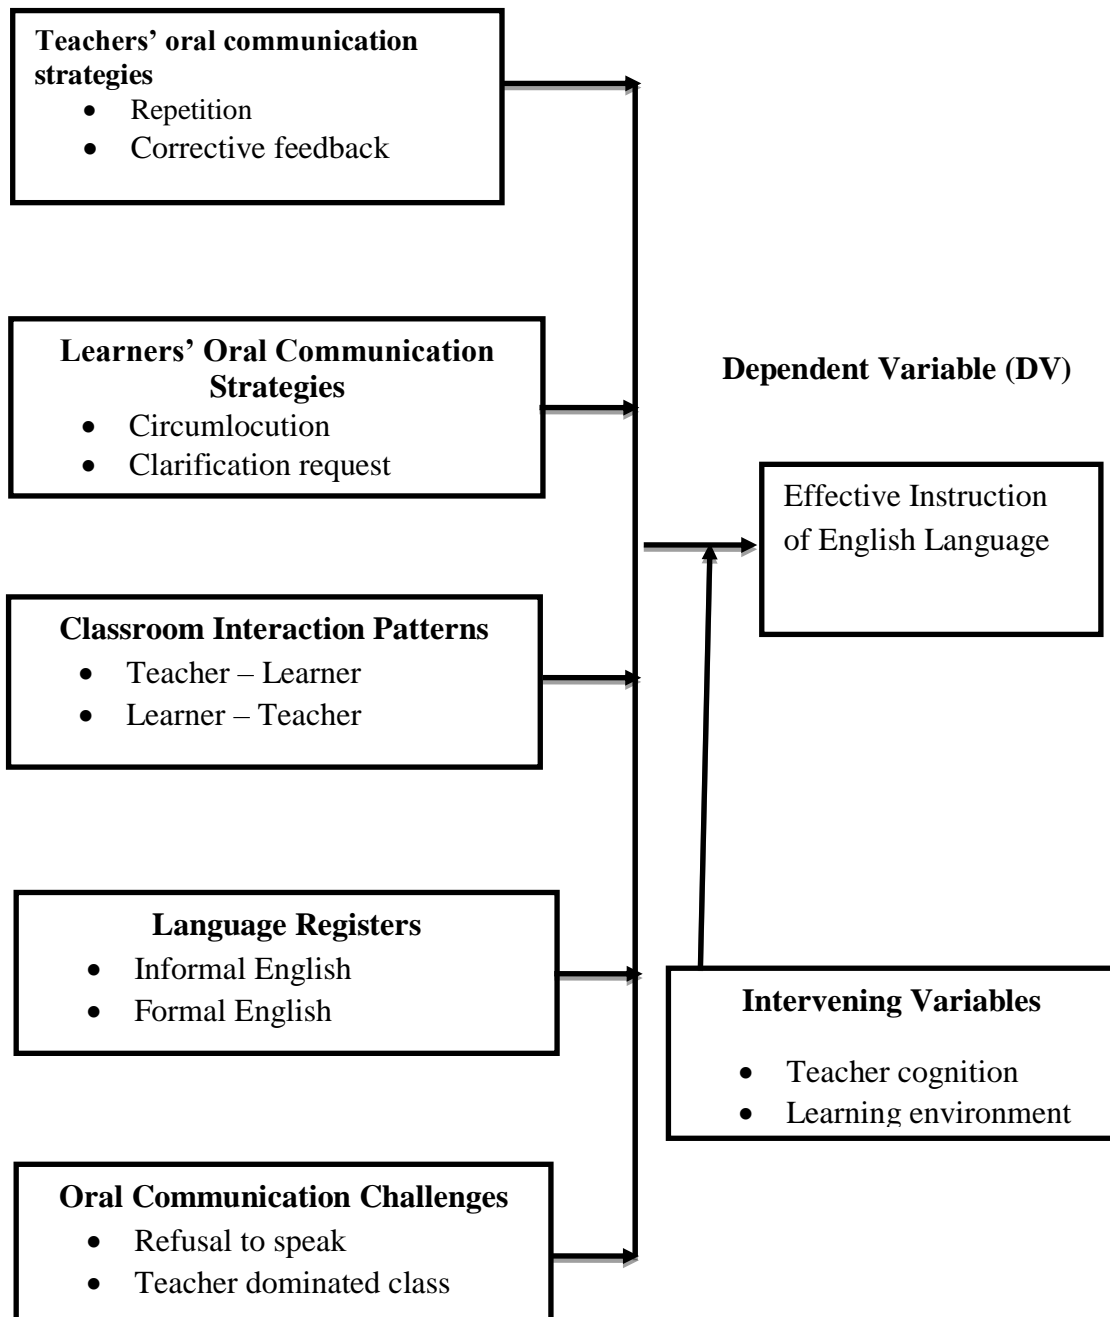 Teachers’ oral communication
strategies
• Repetition
• Corrective feedback
Learners’ Oral Communication
Strategies
• Circumlocution
• Clarification request
Dependent Variable (DV)
Effective Instruction
of English Language
Classroom Interaction Patterns
• Teacher – Learner
• Learner – Teacher
Language Registers
• Informal English
• Formal English
Intervening Variables
• Teacher cognition
• Learning environment
Oral Communication Challenges
• Refusal to speak
• Teacher dominated class